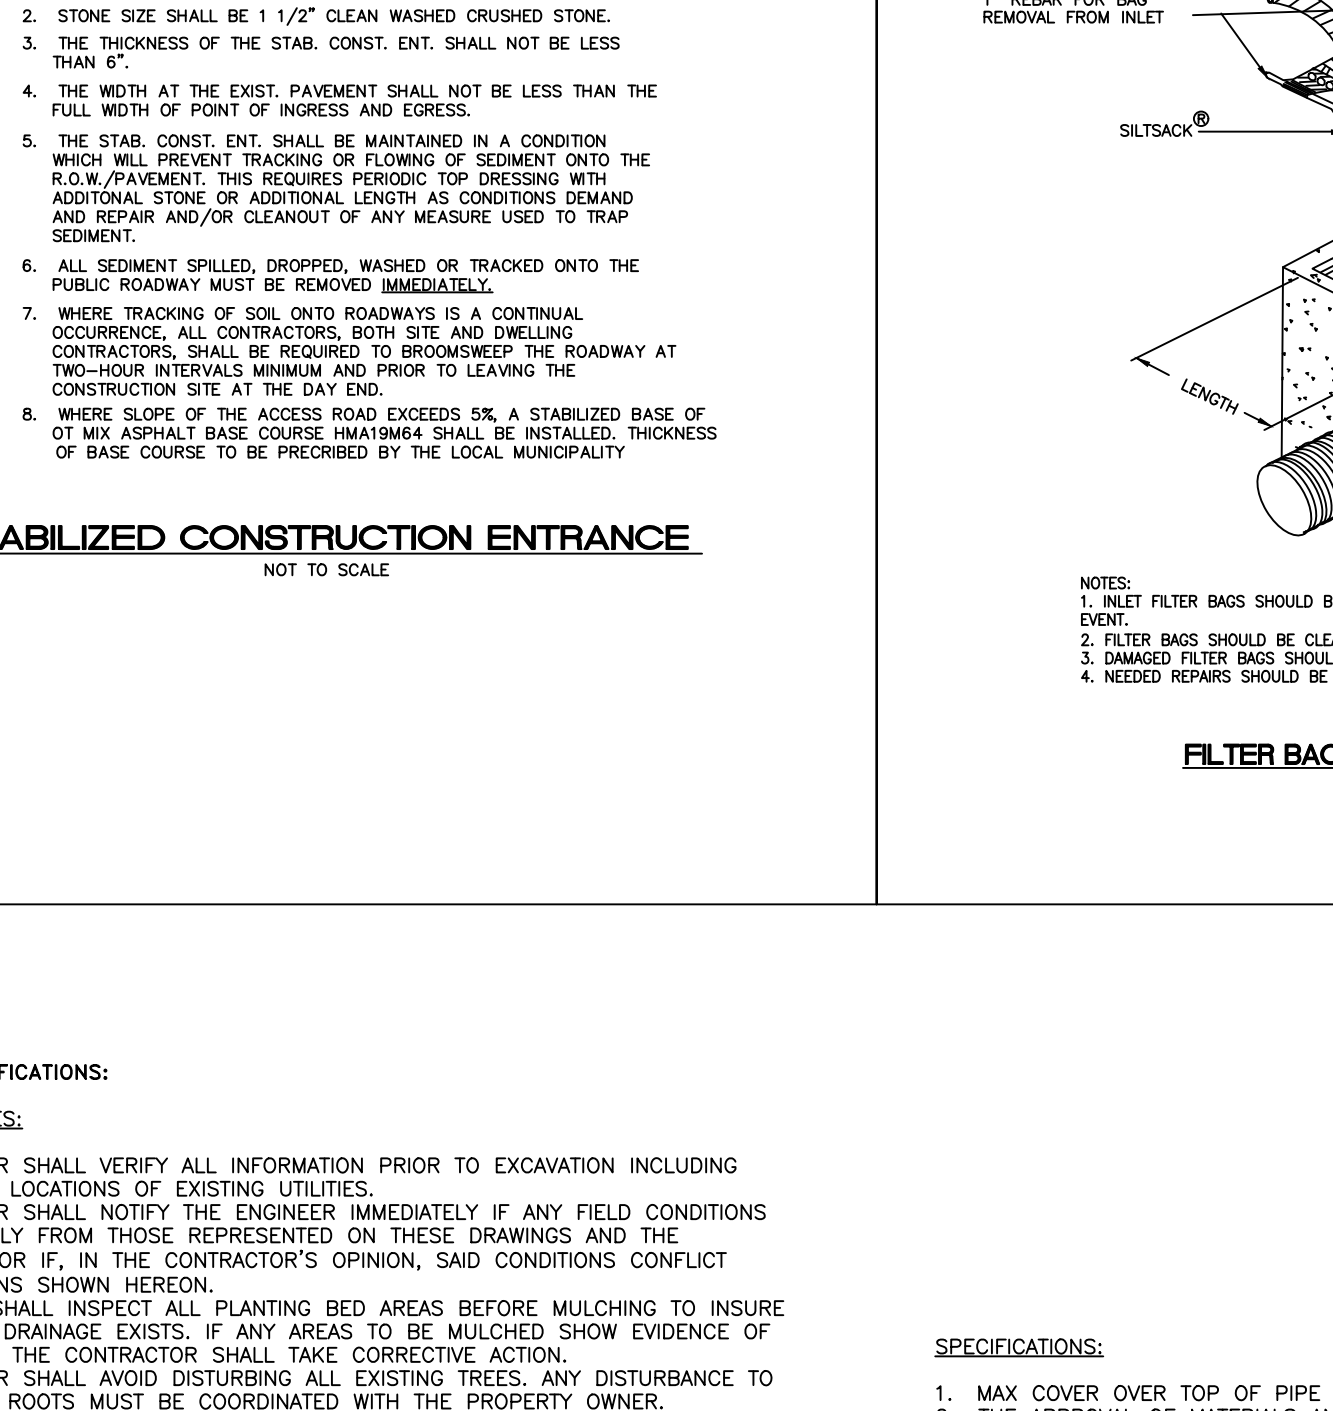 2. STONE SIZE SHALL BE 1 1/2" CLEAN WASHED CRUSHED STONE.
3. THE THICKNESS OF THE STAB. CONST. ENT. SHALL NOT BE LESS
THAN 6".
4. THE WIDTH AT THE EXIST. PAVEMENT SHALL NOT BE LESS THAN THE
FULL WIDTH OF POINT OF INGRESS AND EGRESS.
5. THE STAB. CONST. ENT. SHALL BE MAINTAINED IN A CONDITION
WHICH WILL PREVENT TRACKING OR FLOWING OF SEDIMENT ONTO THE
R.O.W./PAVEMENT. THIS REQUIRES PERIODIC TOP DRESSING WITH
ADDITONAL STONE OR ADDITIONAL LENGTH AS CONDITIONS DEMAND
AND REPAIR AND/OR CLEANOUT OF ANY MEASURE USED TO TRAP
SEDIMENT.
6. ALL SEDIMENT SPILLED, DROPPED, WASHED OR TRACKED ONTO THE
PUBLIC ROADWAY MUST BE REMOVED IMMEDIATELY.
7. WHERE TRACKING OF SOIL ONTO ROADWAYS IS A CONTINUAL
OCCURRENCE, ALL CONTRACTORS, BOTH SITE AND DWELLING
CONTRACTORS, SHALL BE REQUIRED TO BROOMSWEEP THE ROADWAY AT
TWO-HOUR INTERVALS MINIMUM AND PRIOR TO LEAVING THE
CONSTRUCTION SITE AT THE DAY END.
8. WHERE SLOPE OF THE ACCESS ROAD EXCEEDS 5%, A STABILIZED BASE OF
OT MIX ASPHALT BASE COURSE HMA19M64 SHALL BE INSTALLED. THICKNESS
OF BASE COURSE TO BE PRECRIBED BY THE LOCAL MUNICIPALITY
ABILIZED CONSTRUCTION ENTRANCE
NOT TO SCALE
1" REBAR FOR BAG
REMOVAL FROM INLET
SILTSACK®
LENGTH
NOTES:
1. INLET FILTER BAGS SHOULD B
EVENT.
2. FILTER BAGS SHOULD BE CLEA
3. DAMAGED FILTER BAGS SHOUL
4. NEEDED REPAIRS SHOULD BE
FILTER BAG
FICATIONS:
ES:
R SHALL VERIFY ALL INFORMATION PRIOR TO EXCAVATION INCLUDING
LOCATIONS OF EXISTING UTILITIES.
R SHALL NOTIFY THE ENGINEER IMMEDIATELY IF ANY FIELD CONDITIONS
LY FROM THOSE REPRESENTED ON THESE DRAWINGS AND THE
OR IF, IN THE CONTRACTOR'S OPINION, SAID CONDITIONS CONFLICT
NS SHOWN HEREON.
SHALL INSPECT ALL PLANTING BED AREAS BEFORE MULCHING TO INSURE
DRAINAGE EXISTS. IF ANY AREAS TO BE MULCHED SHOW EVIDENCE OF
THE CONTRACTOR SHALL TAKE CORRECTIVE ACTION.
R SHALL AVOID DISTURBING ALL EXISTING TREES. ANY DISTURBANCE TO
ROOTS MUST BE COORDINATED WITH THE PROPERTY OWNER.
SPECIFICATIONS:
1. MAX COVER OVER TOP OF PIPE
2. THE APPROVAL OF MATERIALS AN